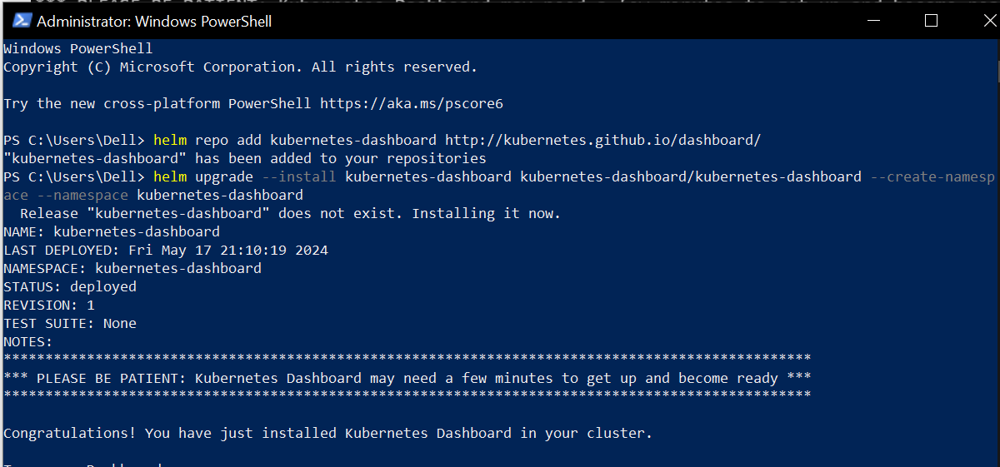 Administrator: Windows PowerShell
Windows PowerShell
Copyright (C) Microsoft Corporation. All rights reserved.
Try the new cross-platform PowerShell https://aka.ms/pscore6
PS C:\Users\Dell> helm repo add kubernetes-dashboard http://kubernetes.github.io/dashboard/
"kubernetes-dashboard" has been added to your repositories
PS C:\Users\Dell> helm upgrade --install kubernetes-dashboard kubernetes-dashboard/kubernetes-dashboard --create-namesp
ace --namespace kubernetes-dashboard
Release "kubernetes-dashboard" does not exist. Installing it now.
NAME: kubernetes-dashboard
LAST DEPLOYED: Fri May 17 21:10:19 2024
NAMESPACE: kubernetes-dashboard
STATUS: deployed
REVISION: 1
TEST SUITE: None
NOTES:
*************************************************************************************************
*** PLEASE BE PATIENT: Kubernetes Dashboard may need a few minutes to get up and become ready ***
*************************************************************************************************
Congratulations! You have just installed Kubernetes Dashboard in your cluster.